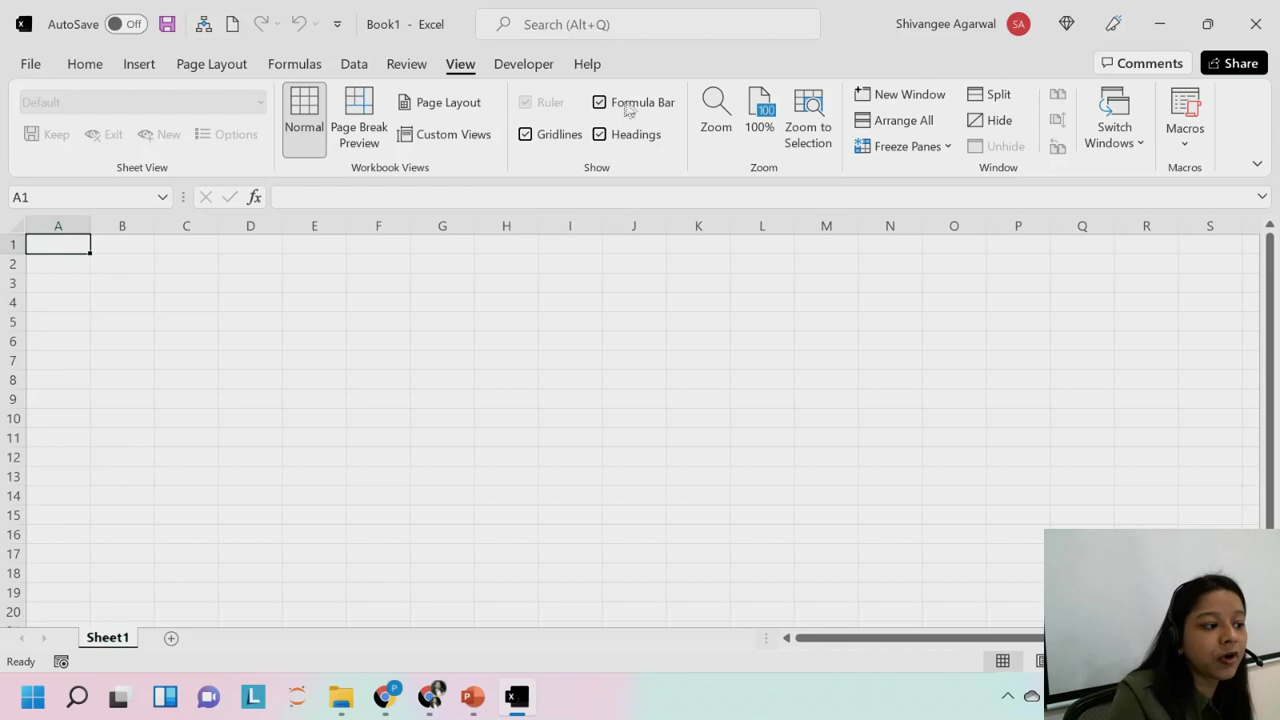 AutoSave Off Book1 - Excel Search (Alt+Q) Shivangee Agarwal SA
File Home Insert Page Layout Formulas Data Review View Developer Help Comments Share
Default
Keep Exit New Options
Sheet View
Normal
Page Break Preview
Page Layout
Custom Views
Workbook Views
Ruler Formula Bar
Gridlines Headings
Show
Zoom
100
100%
Zoom to Selection
Zoom
New Window
Arrange All
Freeze Panes
Split
Hide
Unhide
Switch Windows
Window
Macros
Macros
A1 fx
A B C D E F G H I J K L M N O P Q R S
1
2
3
4
5
6
7
8
9
10
11
12
13
14
15
16
17
18
19
20
Sheet1
Ready
L P P